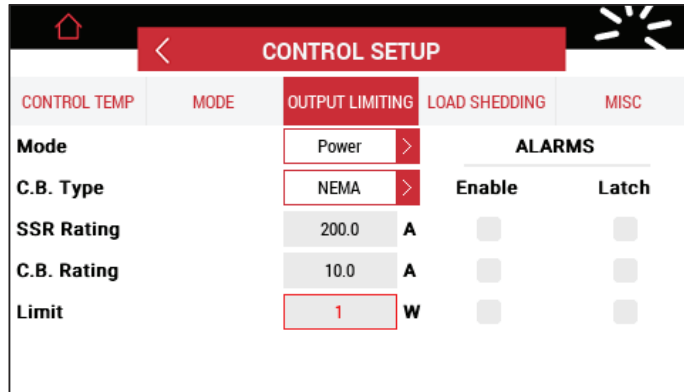 CONTROL SETUP
CONTROL TEMP MODE OUTPUT LIMITING LOAD SHEDDING MISC
Mode Power > ALARMS
C.B. Type NEMA > Enable Latch
SSR Rating 200.0 A
C.B. Rating 10.0 A
Limit 1 W